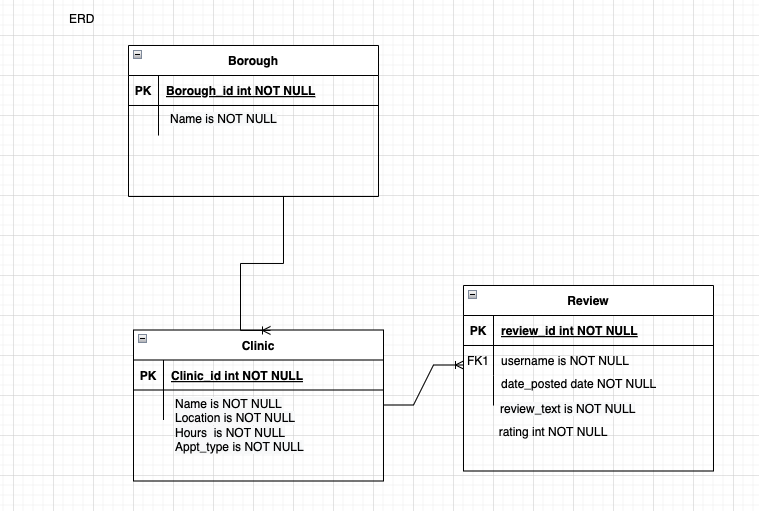 ERD
Borough
PK Borough_id int NOT NULL
Name is NOT NULL
Clinic
PK Clinic_id int NOT NULL
Name is NOT NULL
Location is NOT NULL
Hours is NOT NULL
Appt_type is NOT NULL
Review
PK review_id int NOT NULL
FK1 username is NOT NULL
date_posted date NOT NULL
review_text is NOT NULL
rating int NOT NULL